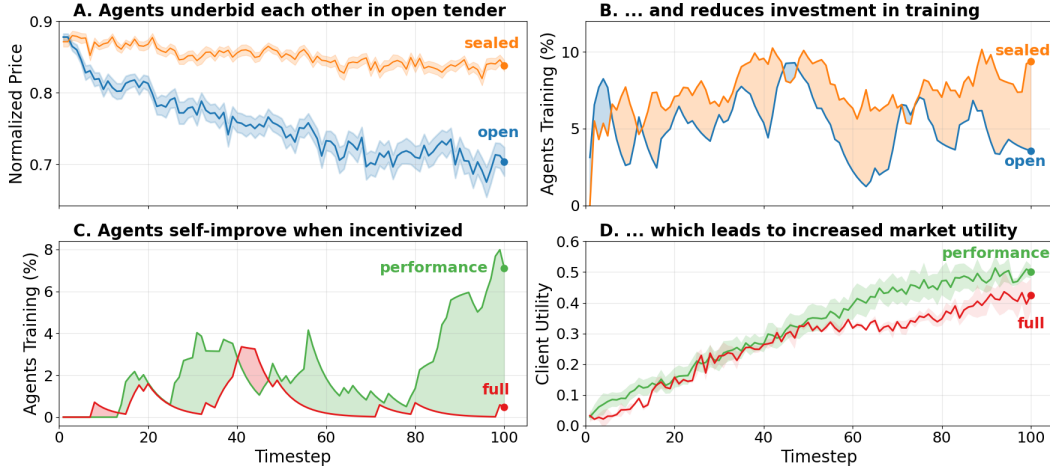 A. Agents underbid each other in open tender
Normalized Price
0.9
0.8
0.7
sealed
open
B. ... and reduces investment in training
Agents Training (%)
10
5
0
sealed
open
C. Agents self-improve when incentivized
Agents Training (%)
8
6
4
2
0
performance
full
0 20 40 60 80 100
Timestep
D. ... which leads to increased market utility
Client Utility
0.6
0.5
0.4
0.3
0.2
0.1
0.0
performance
full
0 20 40 60 80 100
Timestep